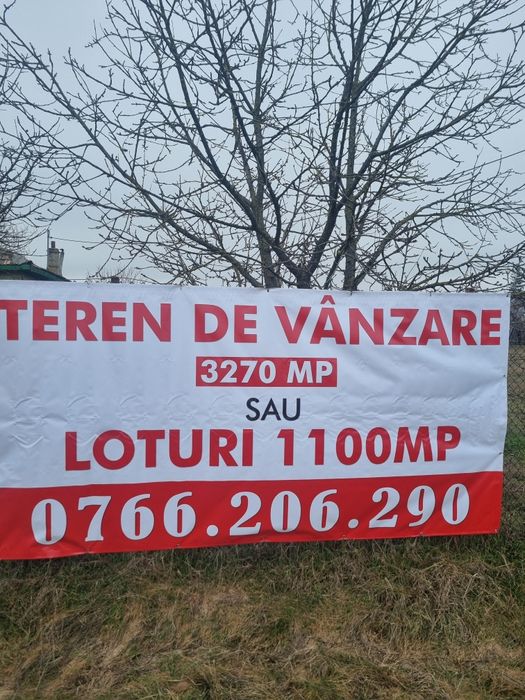 TEREN DE VÂNZARE
3270 MP
SAU
LOTURI 1100MP
0766.206.290